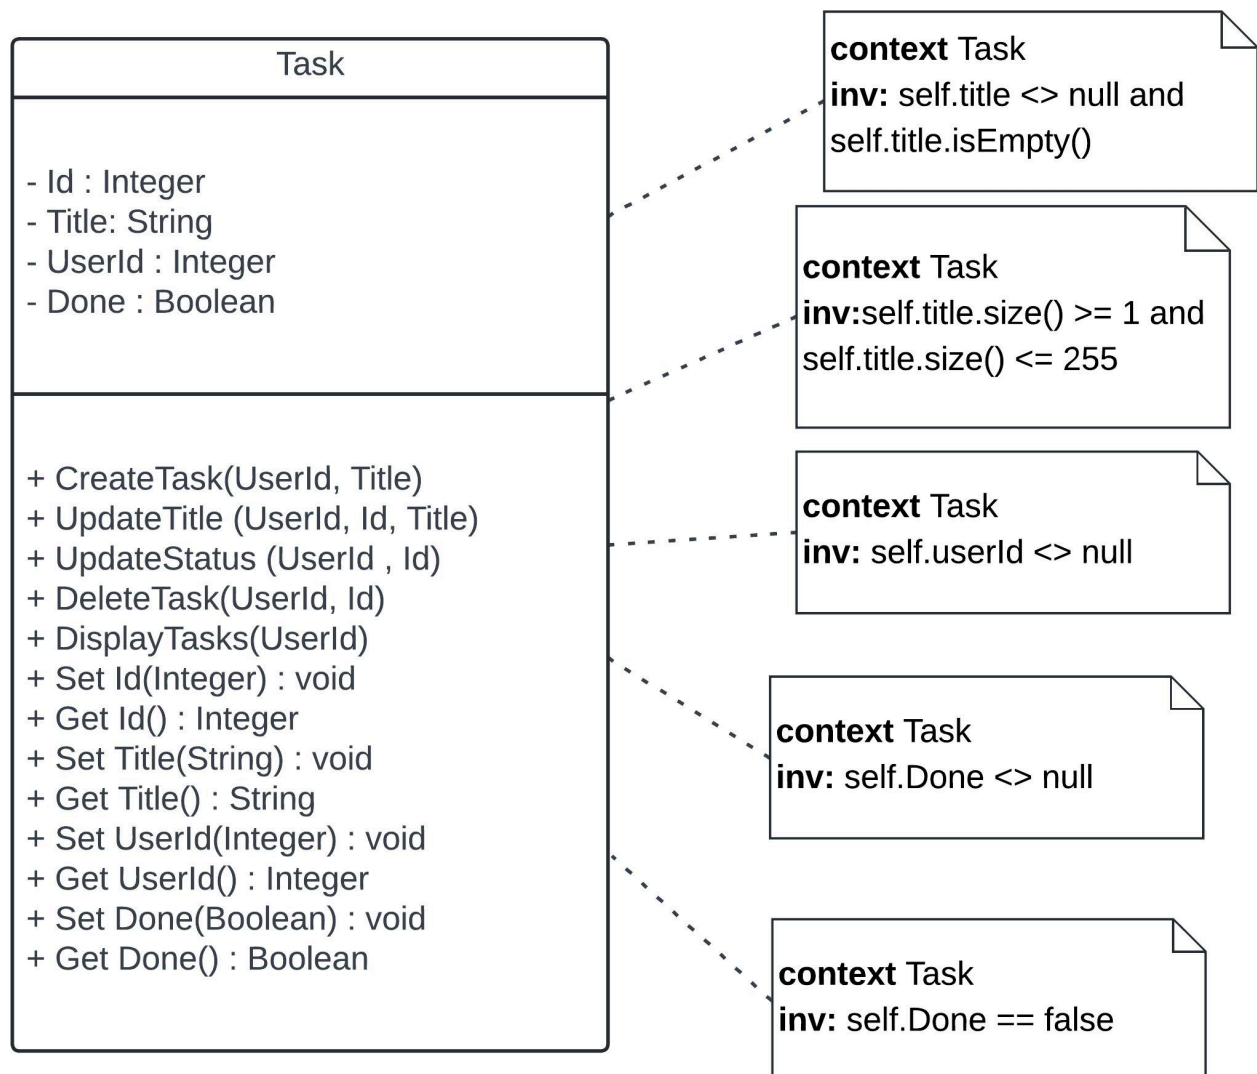 Task
- Id : Integer
- Title: String
- UserId : Integer
- Done : Boolean
+ CreateTask(UserId, Title)
+ UpdateTitle (UserId, Id, Title)
+ UpdateStatus (UserId , Id)
+ DeleteTask(UserId, Id)
+ DisplayTasks(UserId)
+ Set Id(Integer) : void
+ Get Id() : Integer
+ Set Title(String) : void
+ Get Title() : String
+ Set UserId(Integer) : void
+ Get UserId() : Integer
+ Set Done(Boolean) : void
+ Get Done() : Boolean
context Task
inv: self.title <> null and
self.title.isEmpty()
context Task
inv:self.title.size() >= 1 and
self.title.size() <= 255
context Task
inv: self.userId <> null
context Task
inv: self.Done <> null
context Task
inv: self.Done == false